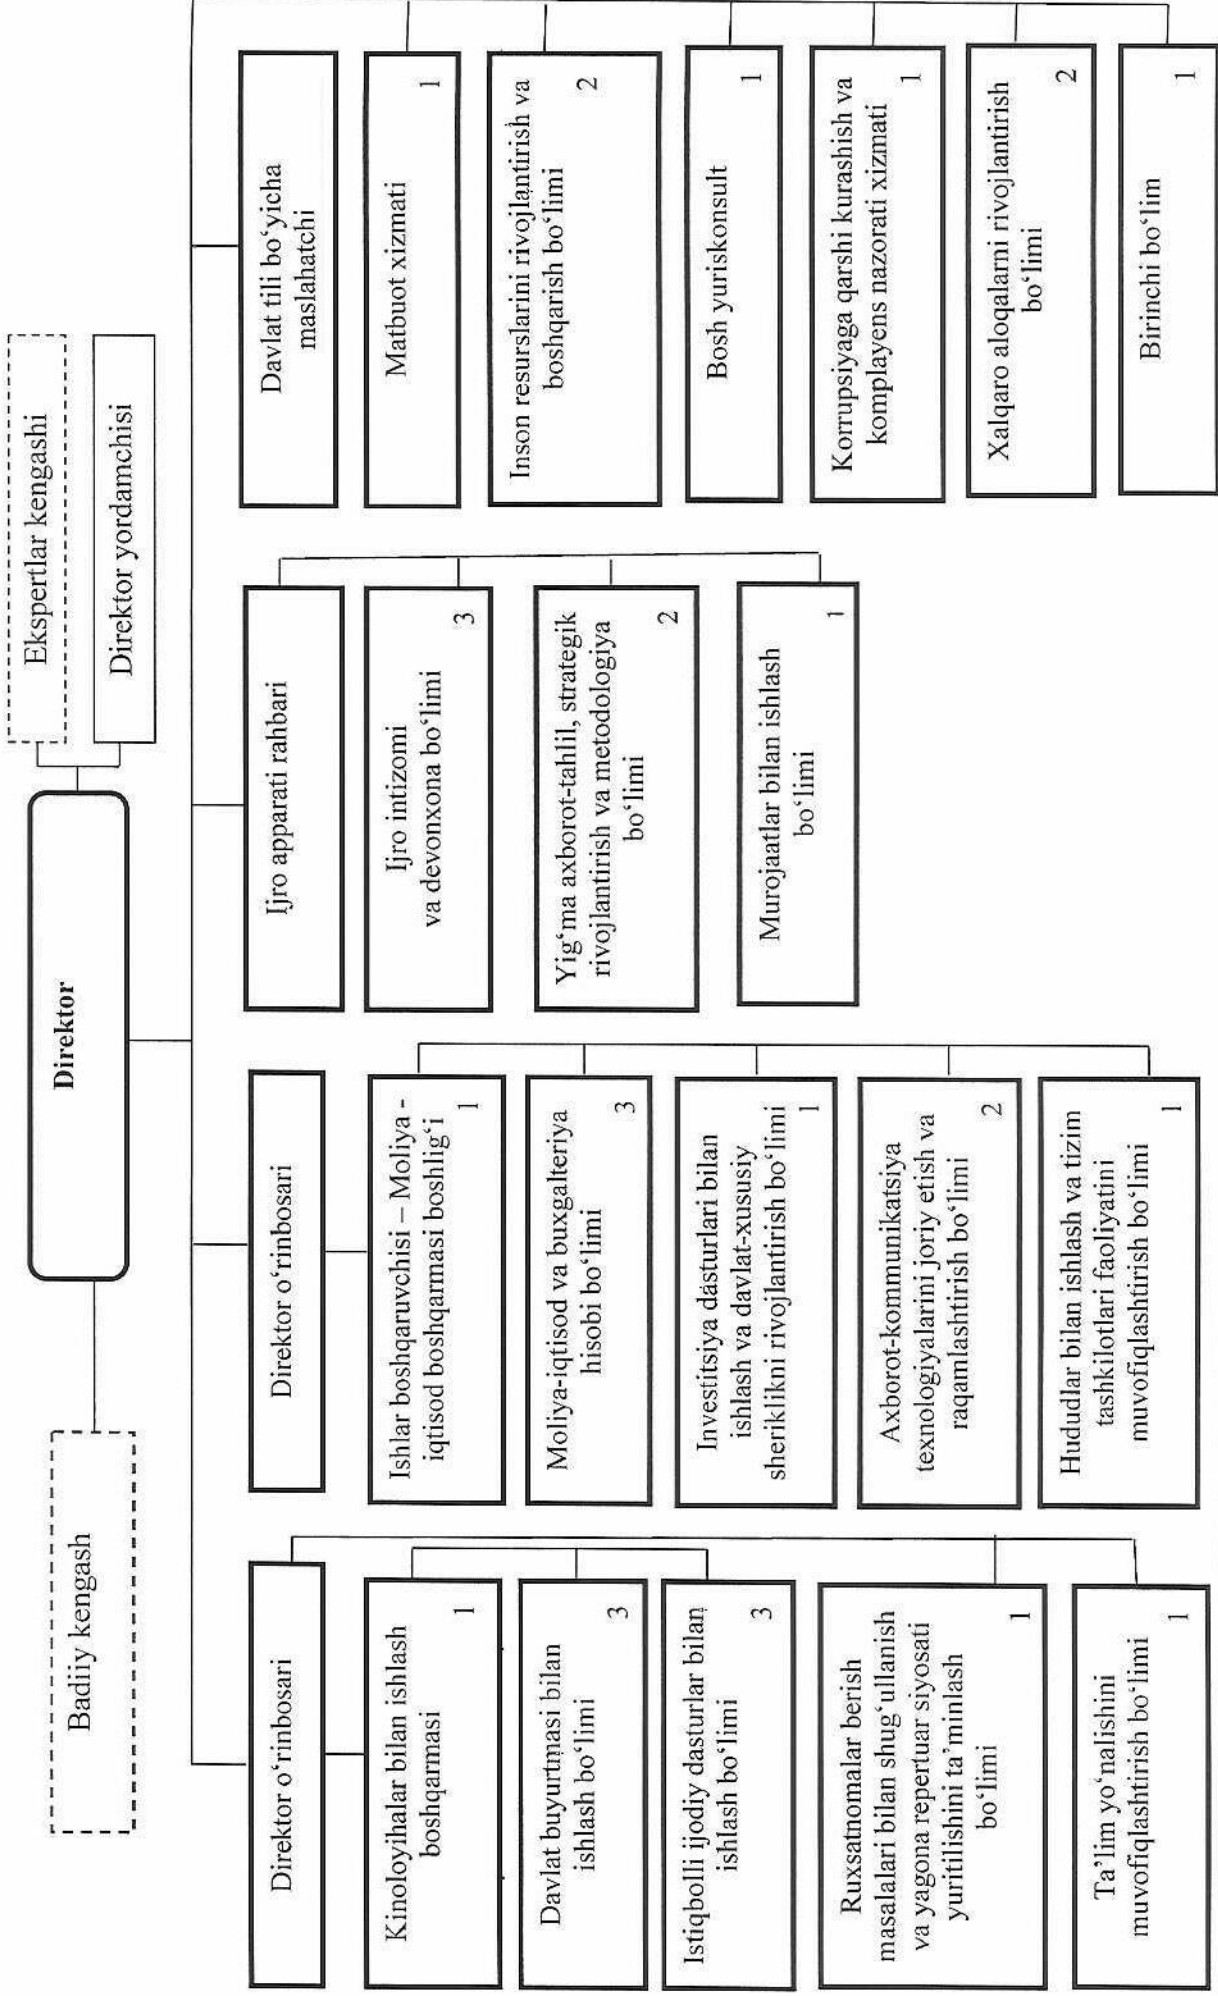 Badiiy kengash
Direktor
Ekspertlar kengashi
Direktor yordamchisi
Direktor o‘rinbosari
Kinoloyihalar bilan ishlash
boshqarmasi
1
Davlat buyurtmasi bilan
ishlash bo‘limi
3
Istiqbolli ijodiy dasturlar bilan
ishlash bo‘limi
3
Ruxsatnomalar berish
masalalari bilan shug‘ullanish
va yagona repertuar siyosati
yuritilishini ta’minlash
bo‘limi
1
Ta’lim yo‘nalishini
muvofiqlashtirish bo‘limi
1
Direktor o‘rinbosari
Ishlar boshqaruvchisi – Moliya -
iqtisod boshqarmasi boshlig‘i
1
Moliya-iqtisod va buxgalteriya
hisobi bo‘limi
3
Investitsiya dasturlari bilan
ishlash va davlat-xususiy
sheriklikni rivojlantirish bo‘limi
1
Axborot-kommunikatsiya
texnologiyalarini joriy etish va
raqamlashtirish bo‘limi
2
Hududlar bilan ishlash va tizim
tashkilotlari faoliyatini
muvofiqlashtirish bo‘limi
1
Ijro apparati rahbari
Ijro intizomi
va devonxona bo‘limi
3
Yig‘ma axborot-tahlil, strategik
rivojlantirish va metodologiya
bo‘limi
2
Murojaatlar bilan ishlash
bo‘limi
1
Davlat tili bo‘yicha
maslahatchi
Matbuot xizmati
1
Inson resurslarini rivojlantirish va
boshqarish bo‘limi
2
Bosh yuriskonsult
1
Korrupsiyaga qarshi kurashish va
komplayens nazorati xizmati
1
Xalqaro aloqalarni rivojlantirish
bo‘limi
2
Birinchi bo‘lim
1